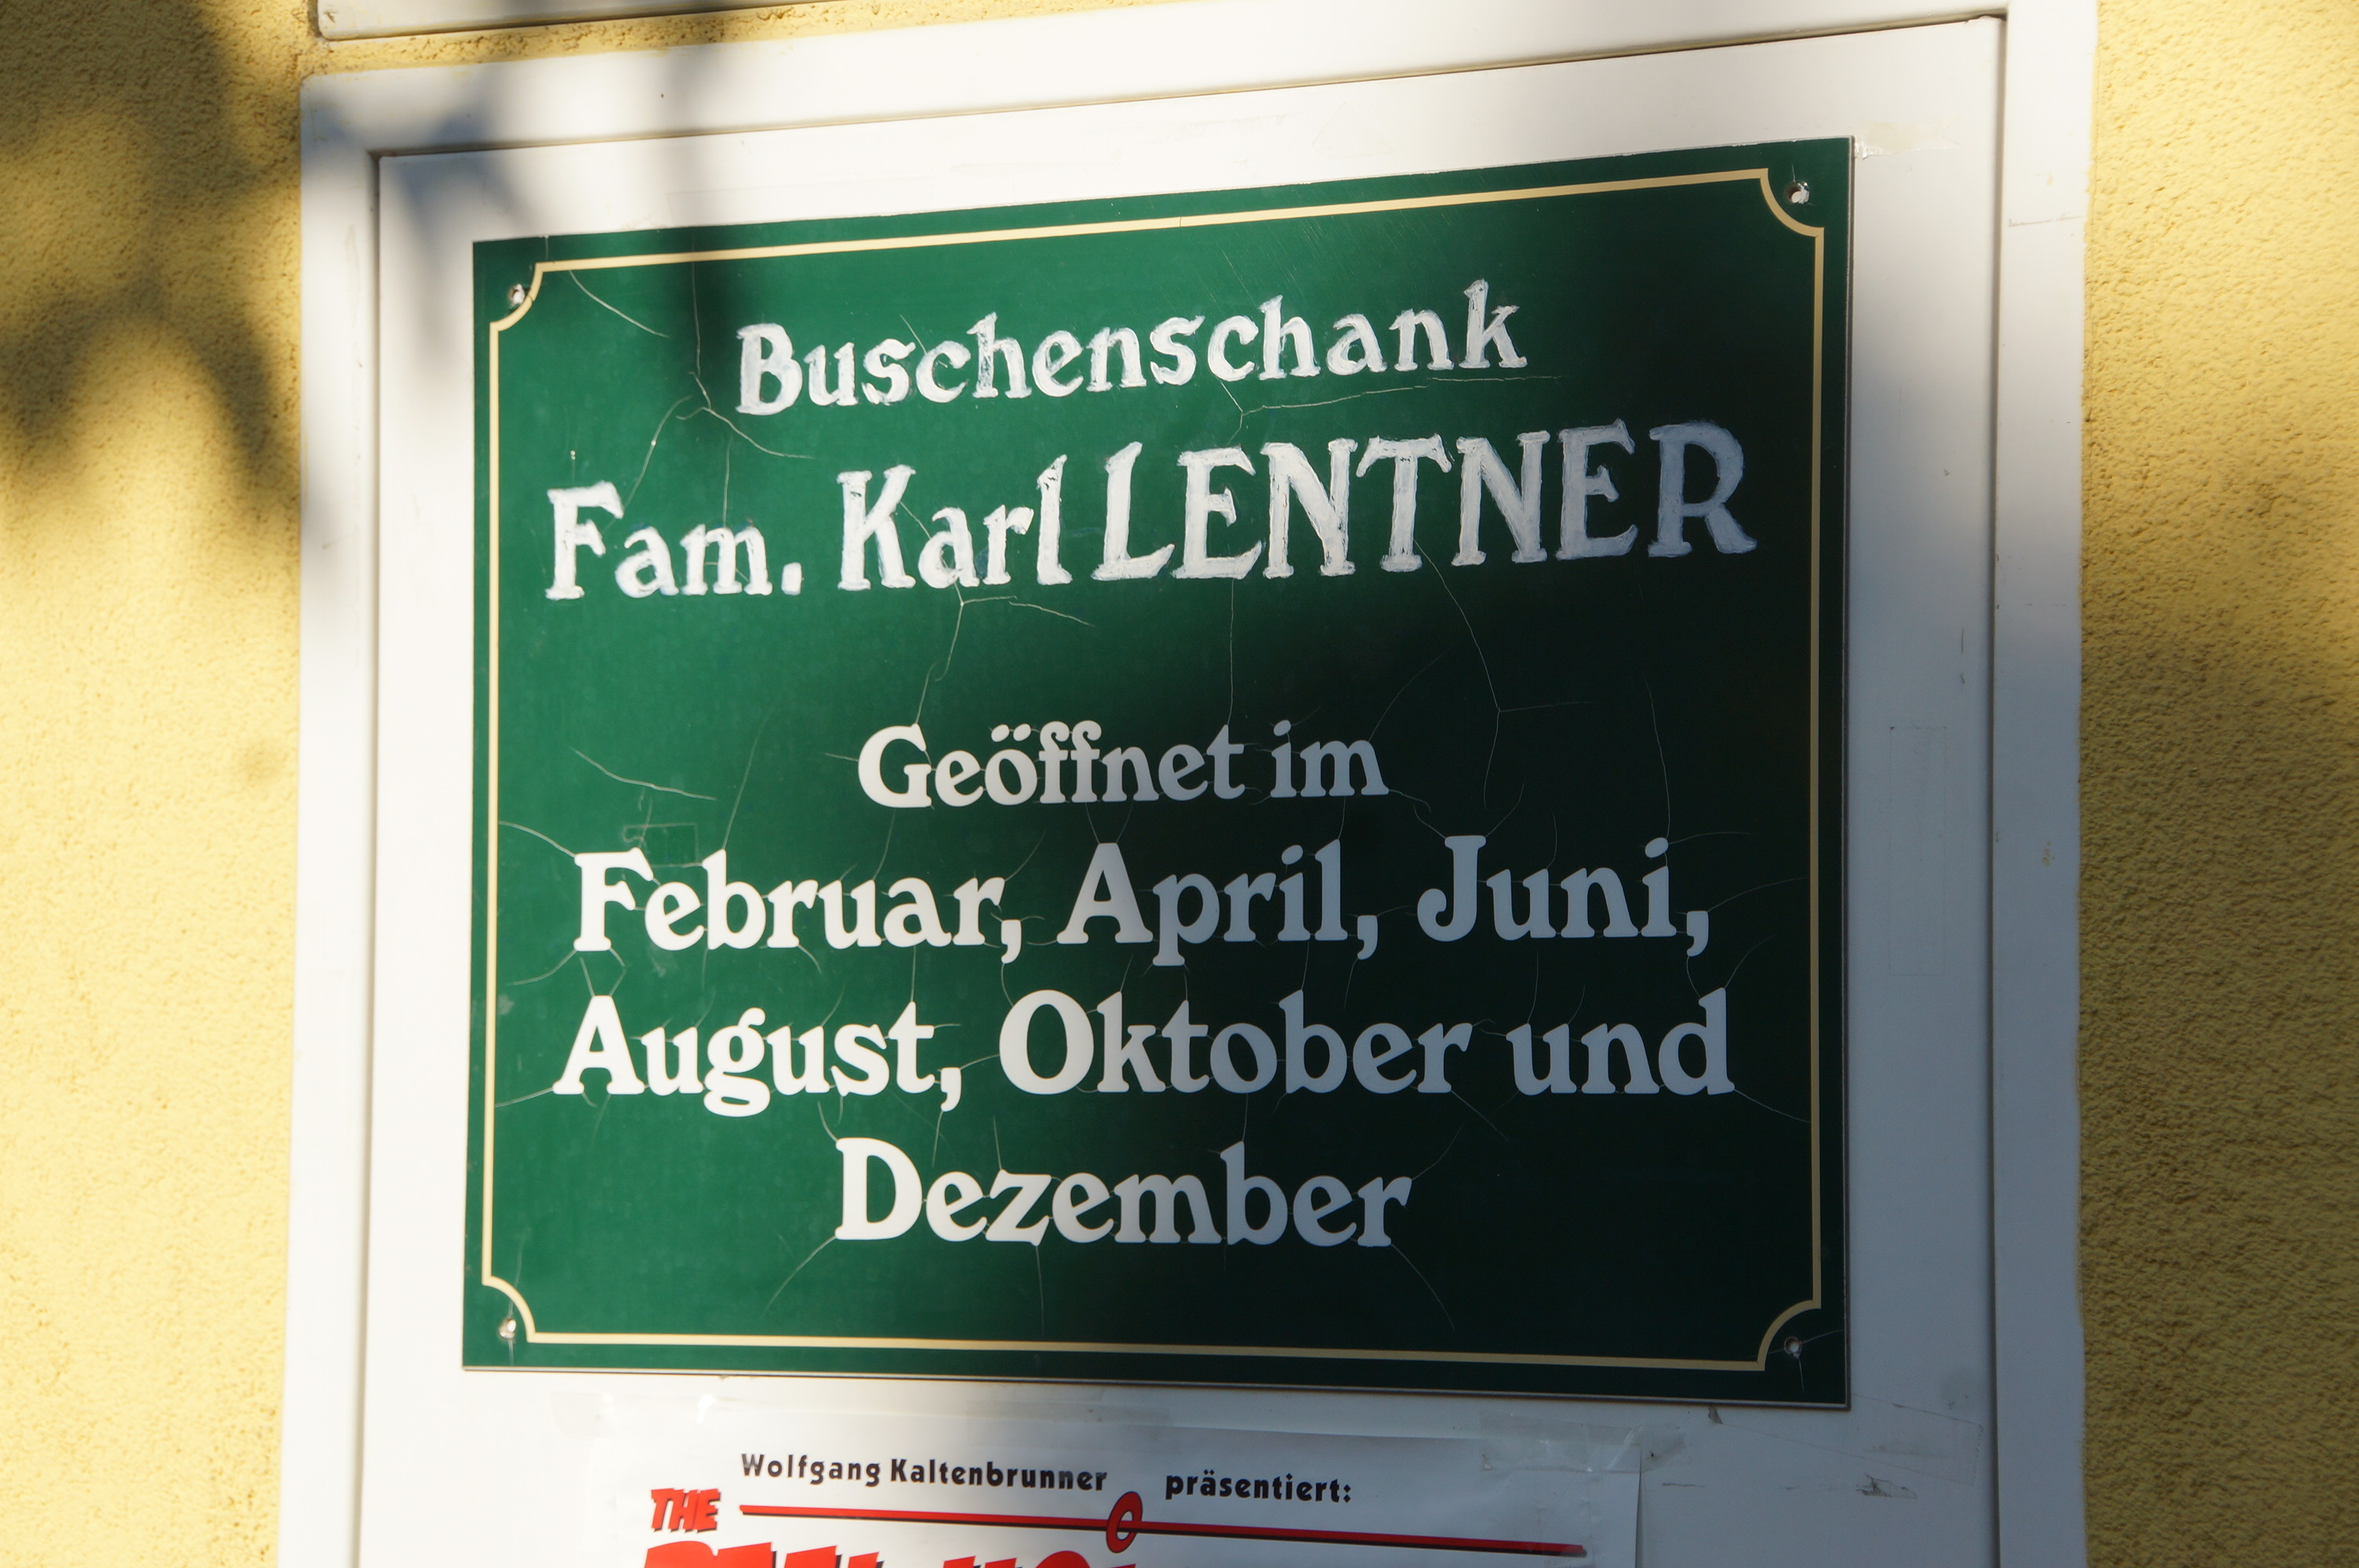 Buschenschank
Fam. Karl LENTNER
Geöffnet im
Februar, April, Juni,
August, Oktober und
Dezember
Wolfgang Kaltenbrunner präsentiert:
THE